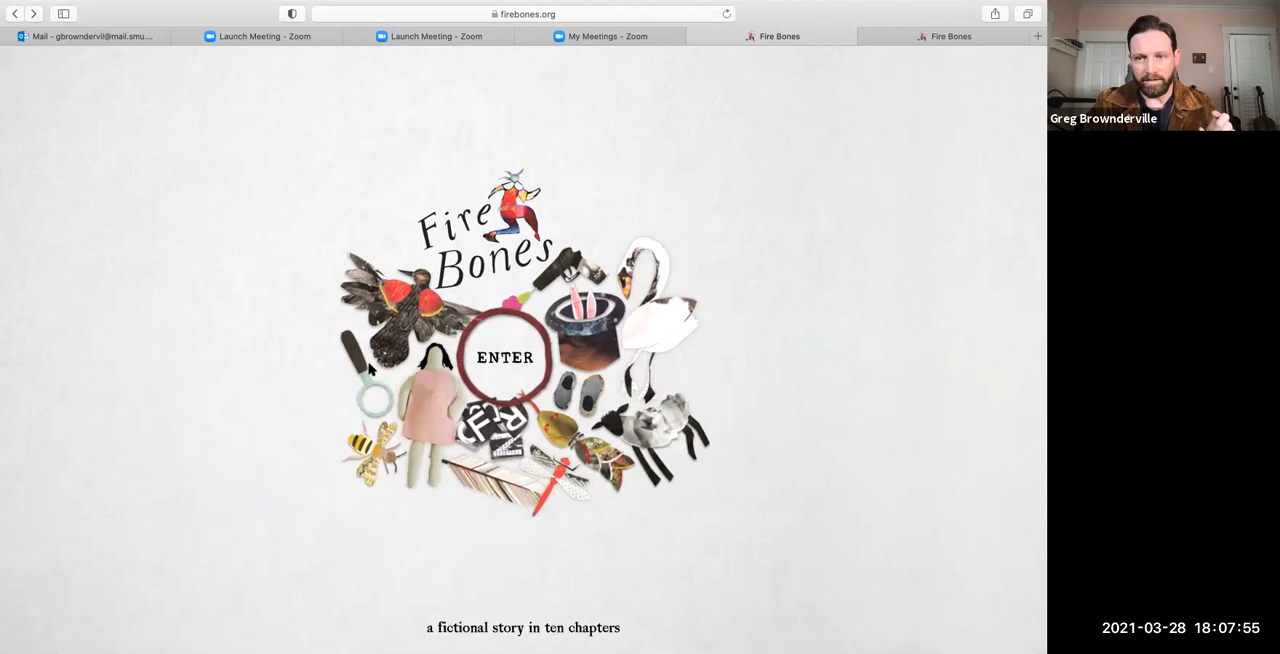 firebones.org
Mail - gbrowndervil@mail.smu....
Launch Meeting - Zoom
Launch Meeting - Zoom
My Meetings - Zoom
Fire Bones
Fire Bones
Greg Brownderville
Fire
Bones
ENTER
a fictional story in ten chapters
2021-03-28 18:07:55